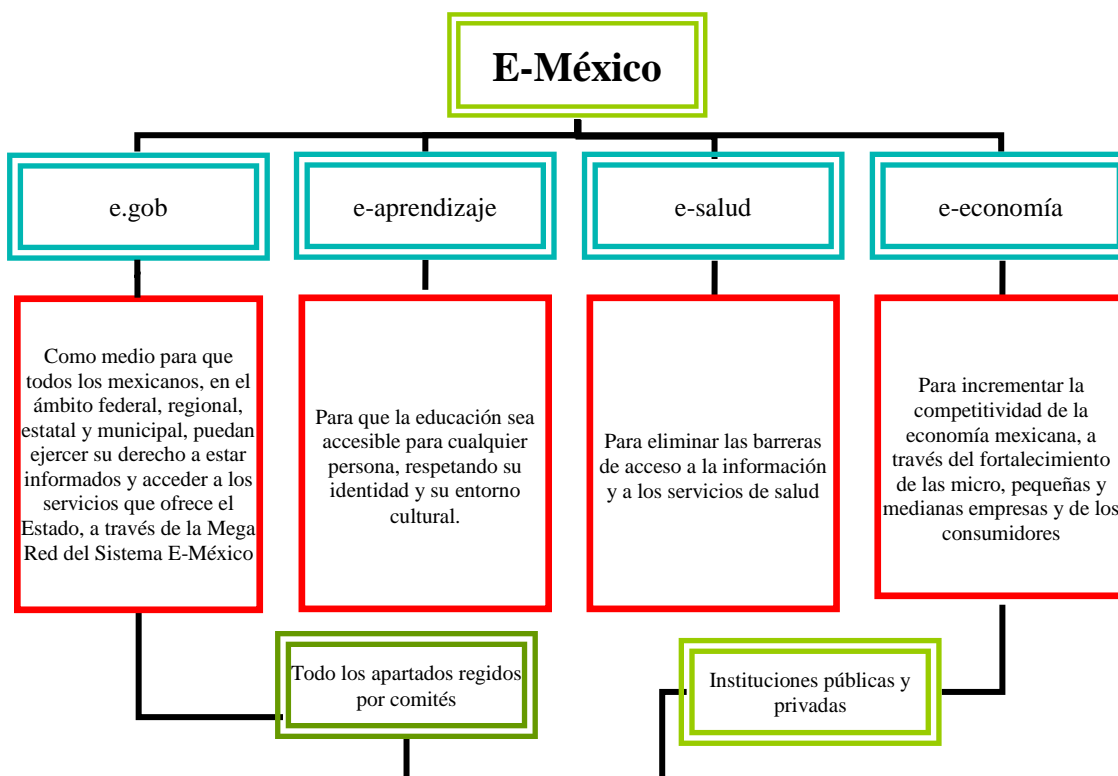 E-México
e.gob
e-aprendizaje
e-salud
e-economía
Como medio para que
todos los mexicanos, en el
ámbito federal, regional,
estatal y municipal, puedan
ejercer su derecho a estar
informados y acceder a los
servicios que ofrece el
Estado, a través de la Mega
Red del Sistema E-México
Para que la educación sea
accesible para cualquier
persona, respetando su
identidad y su entorno
cultural.
Para eliminar las barreras
de acceso a la información
y a los servicios de salud
Para incrementar la
competitividad de la
economía mexicana, a
través del fortalecimiento
de las micro, pequeñas y
medianas empresas y de los
consumidores
Todo los apartados regidos
por comités
Instituciones públicas y
privadas